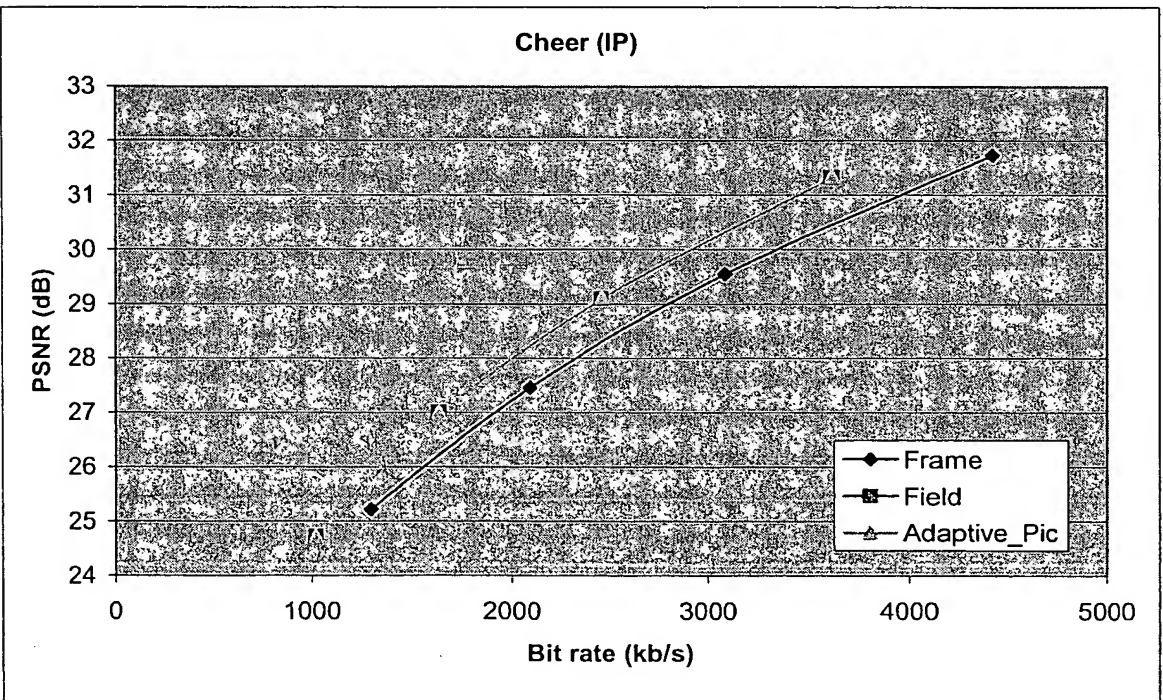 Cheer (IP)
33
32
31
30
29
28
27
26
25
24
PSNR (dB)
Frame
Field
Adaptive_Pic
0 1000 2000 3000 4000 5000
Bit rate (kb/s)